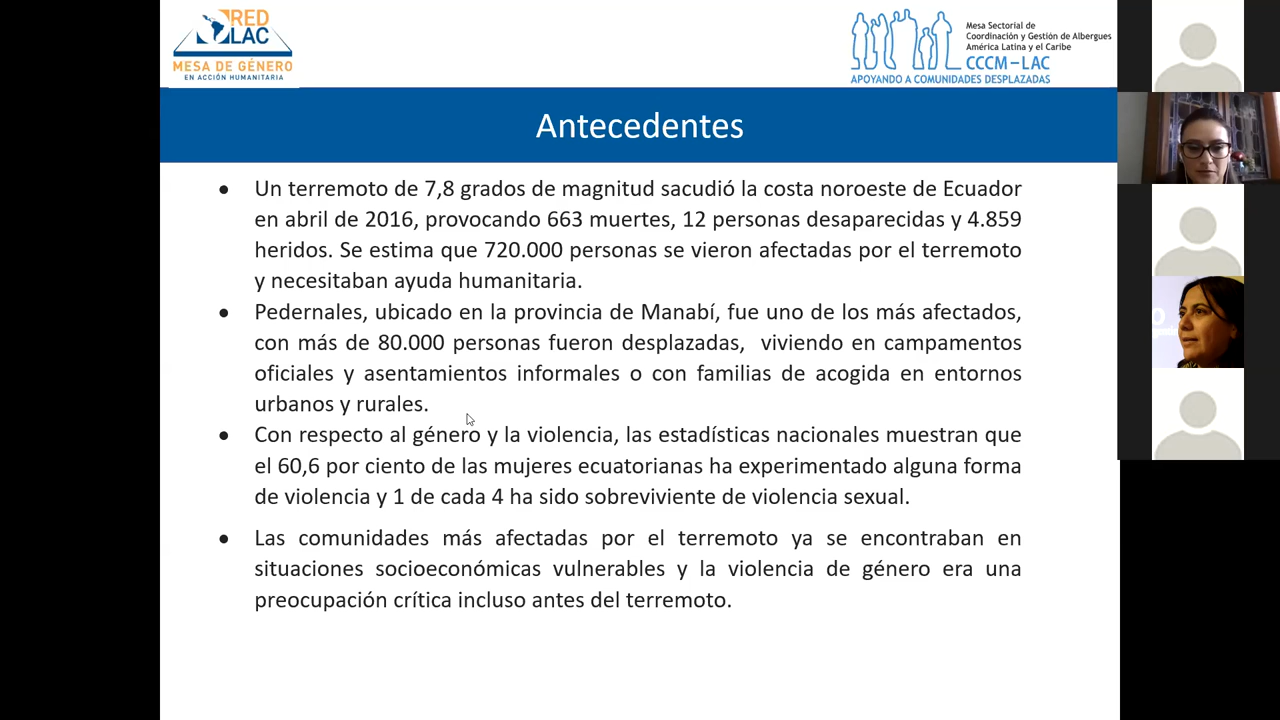 RED
LAC
MESA DE GÉNERO
EN ACCIÓN HUMANITARIA
Mesa Sectorial de
Coordinación y Gestión de Albergues
América Latina y el Caribe
CCCM–LAC
APOYANDO A COMUNIDADES DESPLAZADAS
Antecedentes
• Un terremoto de 7,8 grados de magnitud sacudió la costa noroeste de Ecuador
en abril de 2016, provocando 663 muertes, 12 personas desaparecidas y 4.859
heridos. Se estima que 720.000 personas se vieron afectadas por el terremoto
y necesitaban ayuda humanitaria.
• Pedernales, ubicado en la provincia de Manabí, fue uno de los más afectados,
con más de 80.000 personas fueron desplazadas, viviendo en campamentos
oficiales y asentamientos informales o con familias de acogida en entornos
urbanos y rurales.
• Con respecto al género y la violencia, las estadísticas nacionales muestran que
el 60,6 por ciento de las mujeres ecuatorianas ha experimentado alguna forma
de violencia y 1 de cada 4 ha sido sobreviviente de violencia sexual.
• Las comunidades más afectadas por el terremoto ya se encontraban en
situaciones socioeconómicas vulnerables y la violencia de género era una
preocupación crítica incluso antes del terremoto.